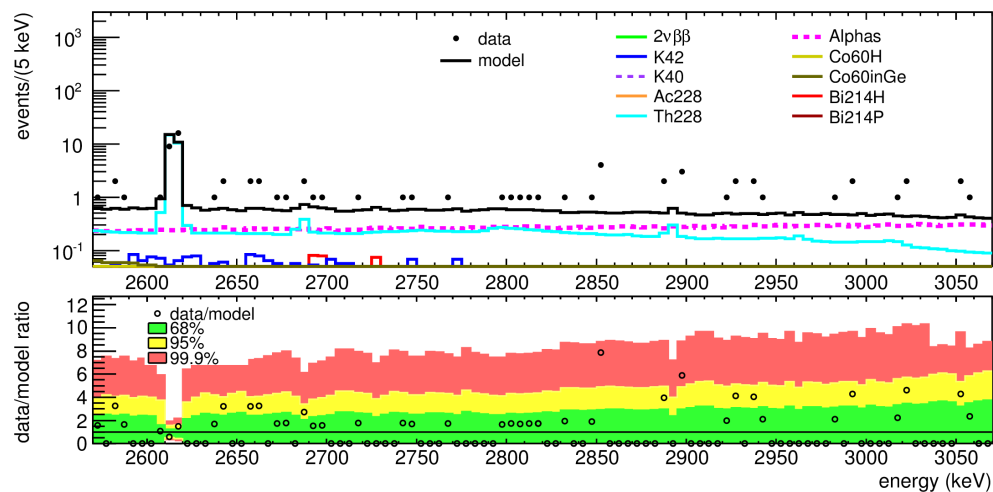 events/(5 keV)
10³
10²
10
1
10⁻¹
data
model
2νββ
K42
K40
Ac228
Th228
Alphas
Co60H
Co60inGe
Bi214H
Bi214P
2600 2650 2700 2750 2800 2850 2900 2950 3000 3050
data/model ratio
12
10
8
6
4
2
0
data/model
68%
95%
99.9%
2600 2650 2700 2750 2800 2850 2900 2950 3000 3050
energy (keV)